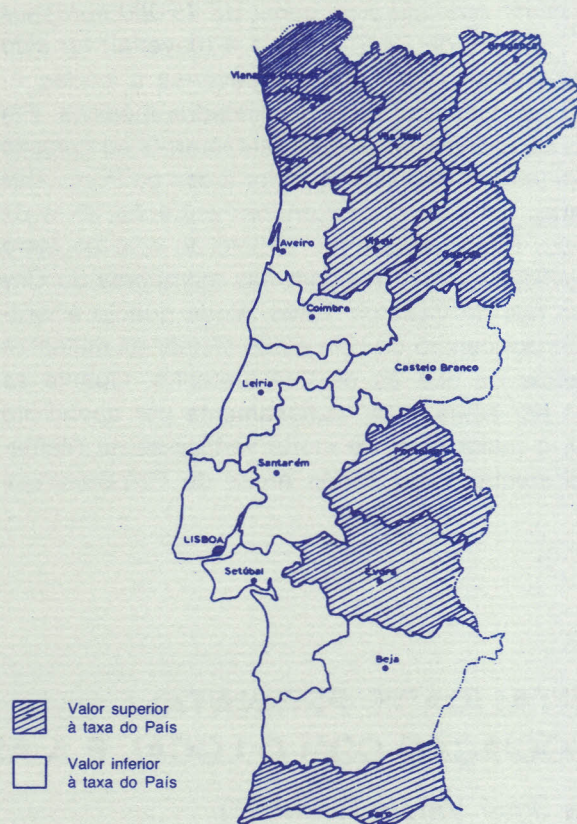 Bragança
Viana do Castelo
Braga
Vila Real
Porto
Aveiro
Viseu
Guarda
Coimbra
Castelo Branco
Leiria
Portalegre
Santarém
LISBOA
Setúbal
Évora
Beja
Valor superior
à taxa do País
Valor inferior
à taxa do País
Faro